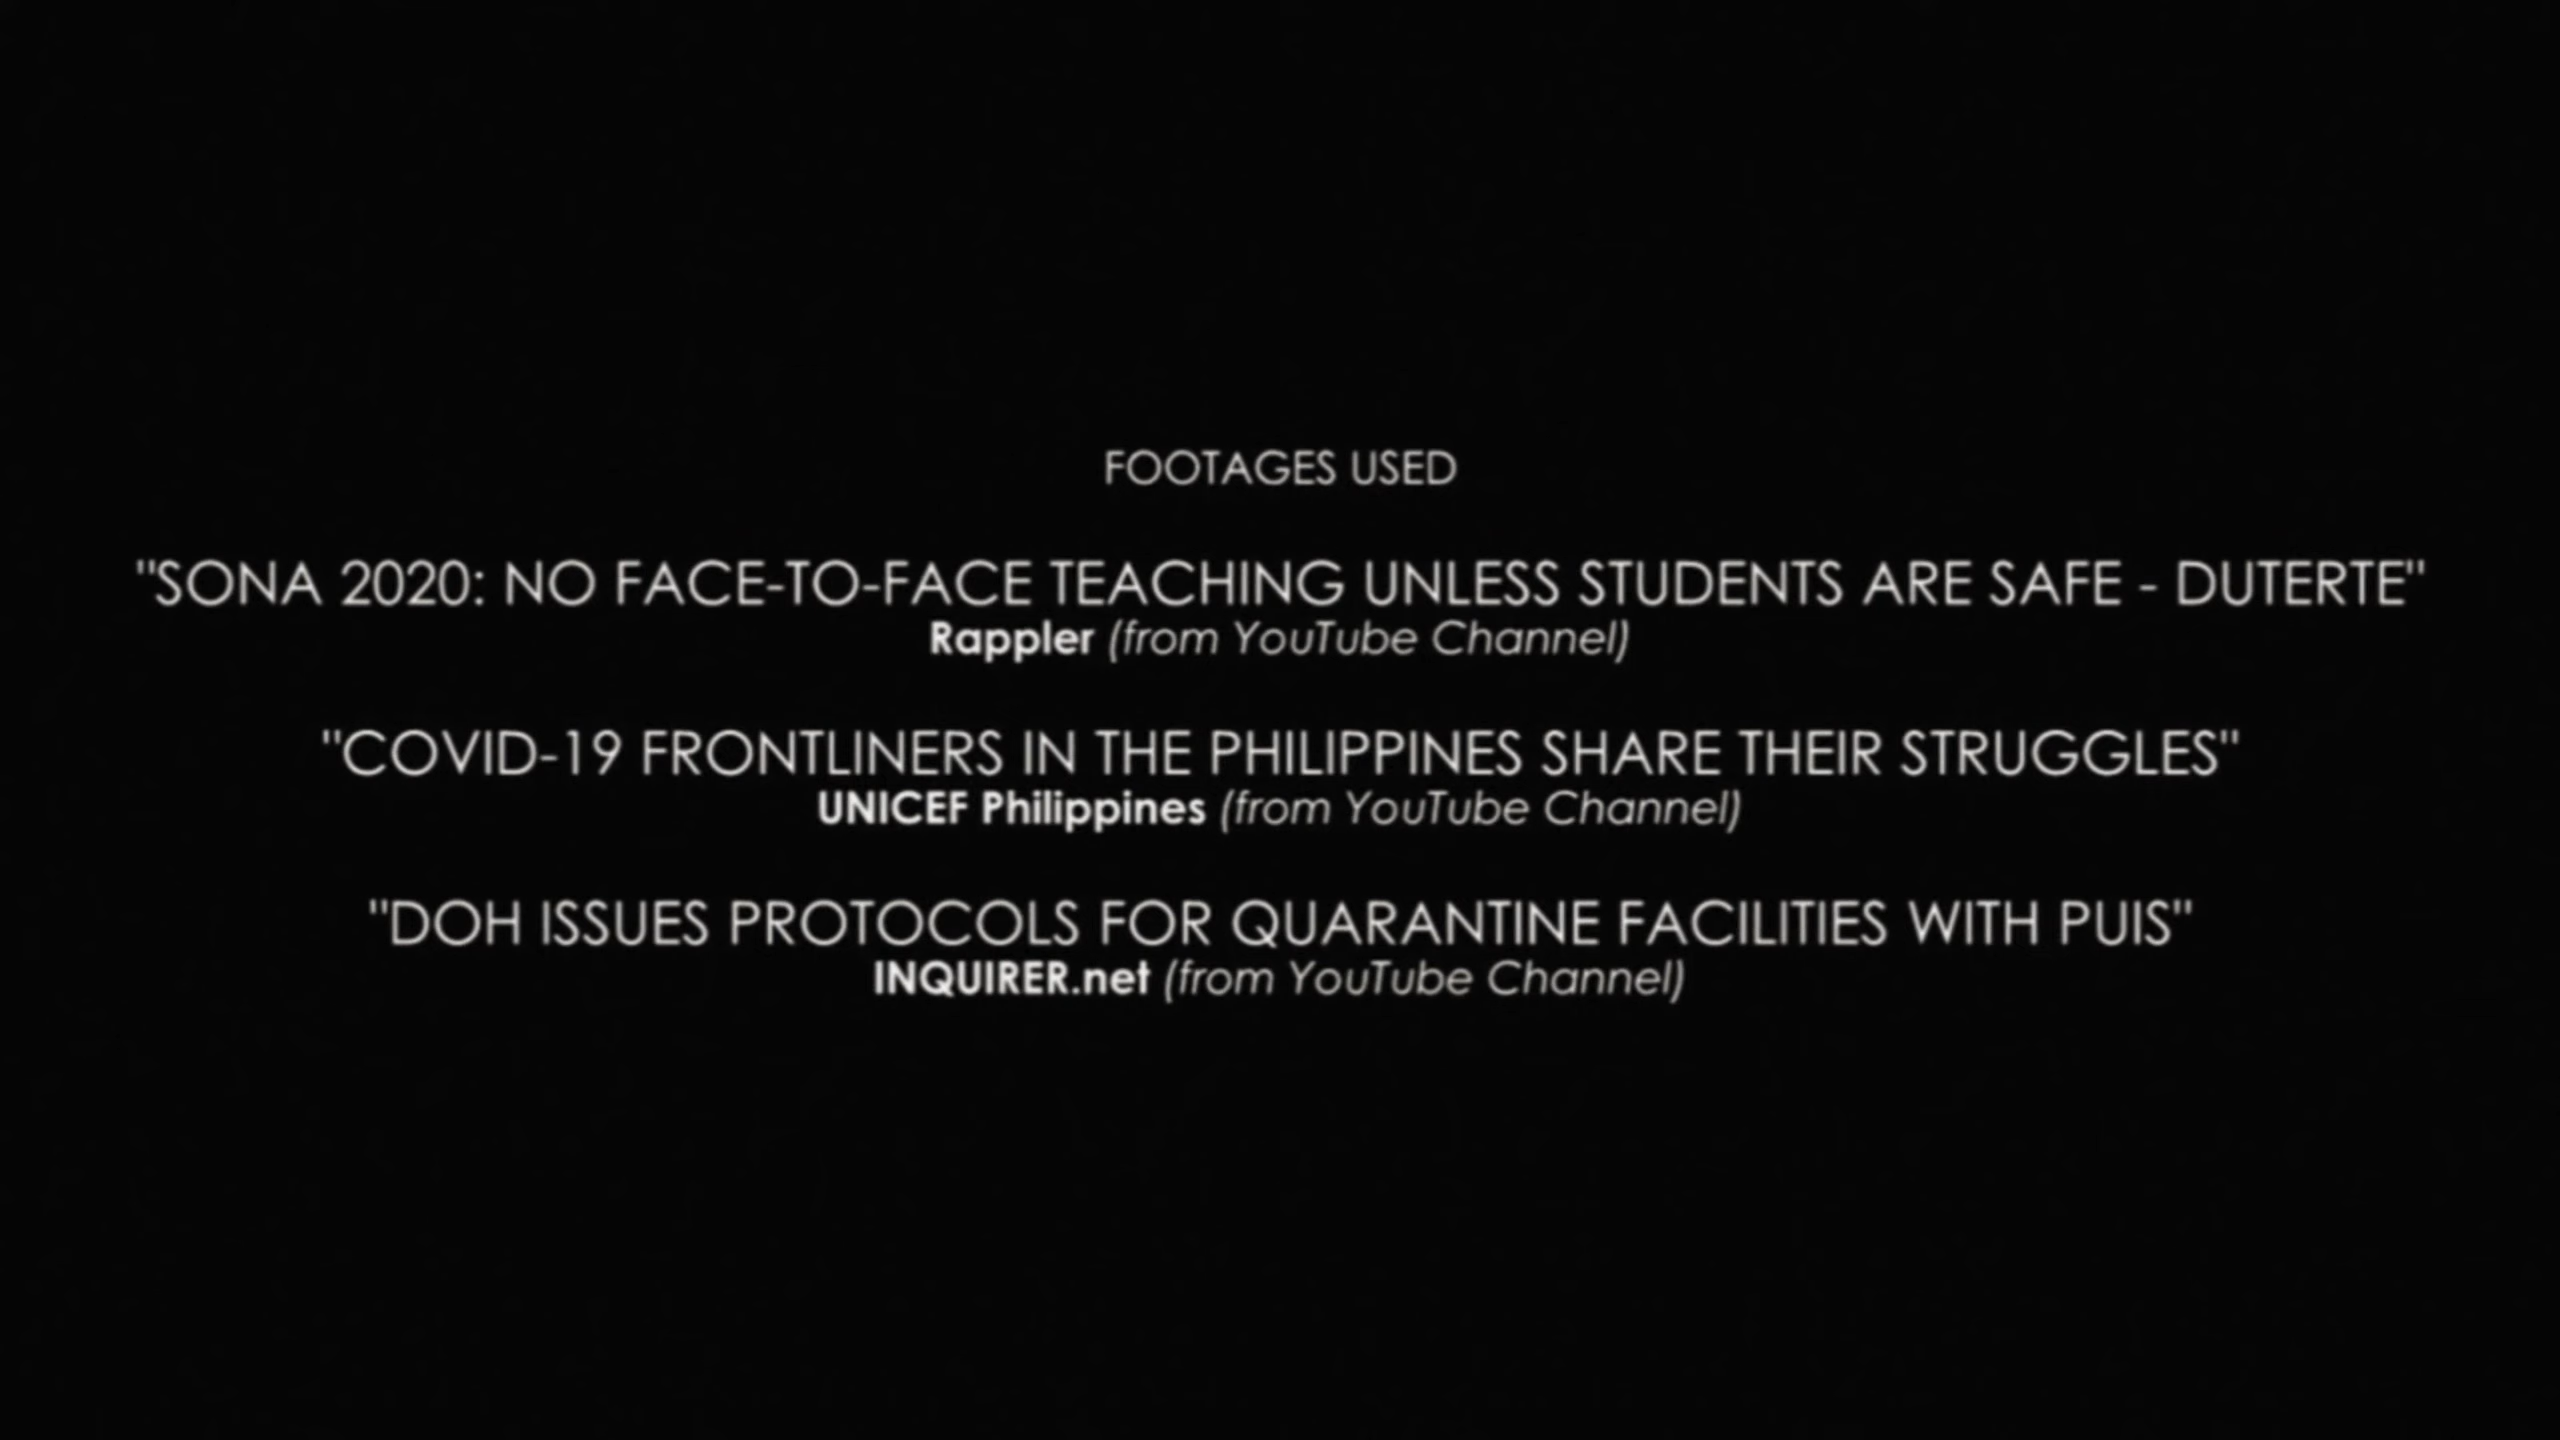 FOOTAGES USED
"SONA 2020: NO FACE-TO-FACE TEACHING UNLESS STUDENTS ARE SAFE - DUTERTE"
Rappler (from YouTube Channel)
"COVID-19 FRONTLINERS IN THE PHILIPPINES SHARE THEIR STRUGGLES"
UNICEF Philippines (from YouTube Channel)
"DOH ISSUES PROTOCOLS FOR QUARANTINE FACILITIES WITH PUIS"
INQUIRER.net (from YouTube Channel)